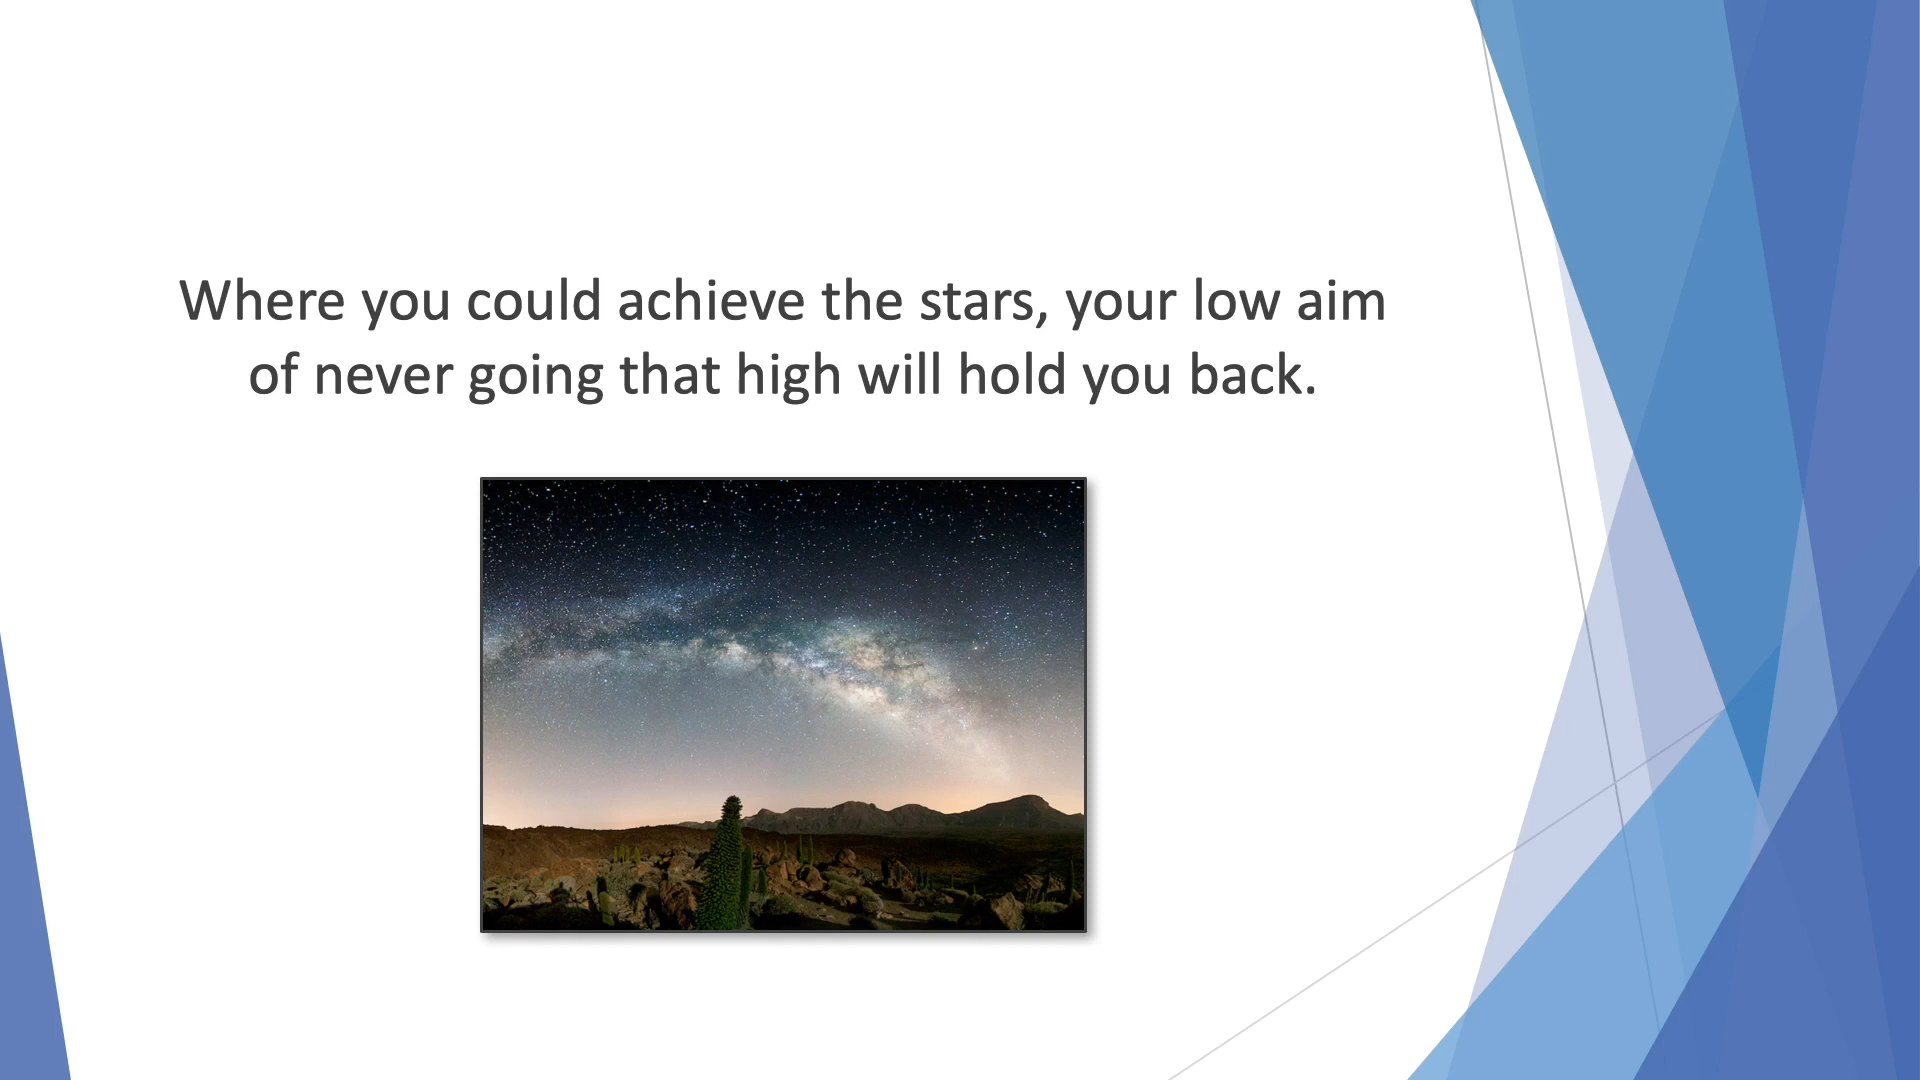 Where you could achieve the stars, your low aim
of never going that high will hold you back.